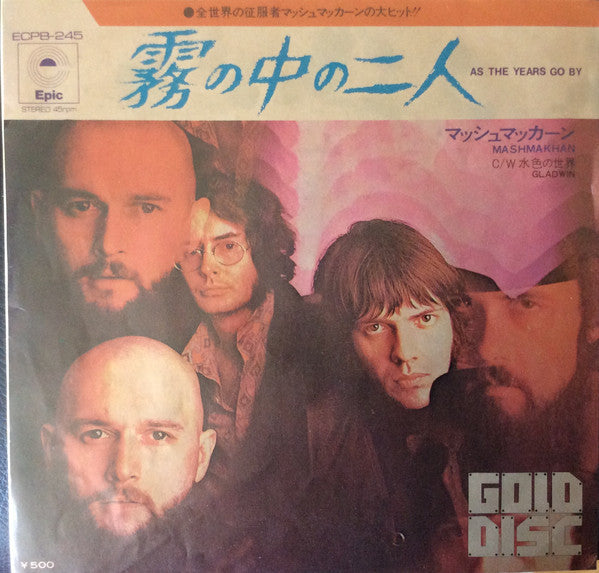 ●全世界の征服者マッシュマッカーンの大ヒット!!
ECPB-245
Epic
STEREO 45rpm
霧の中の二人
AS THE YEARS GO BY
マッシュマッカーン
MASHMAKHAN
C/W 水色の世界
GLADWIN
GOLD
DISC
¥500